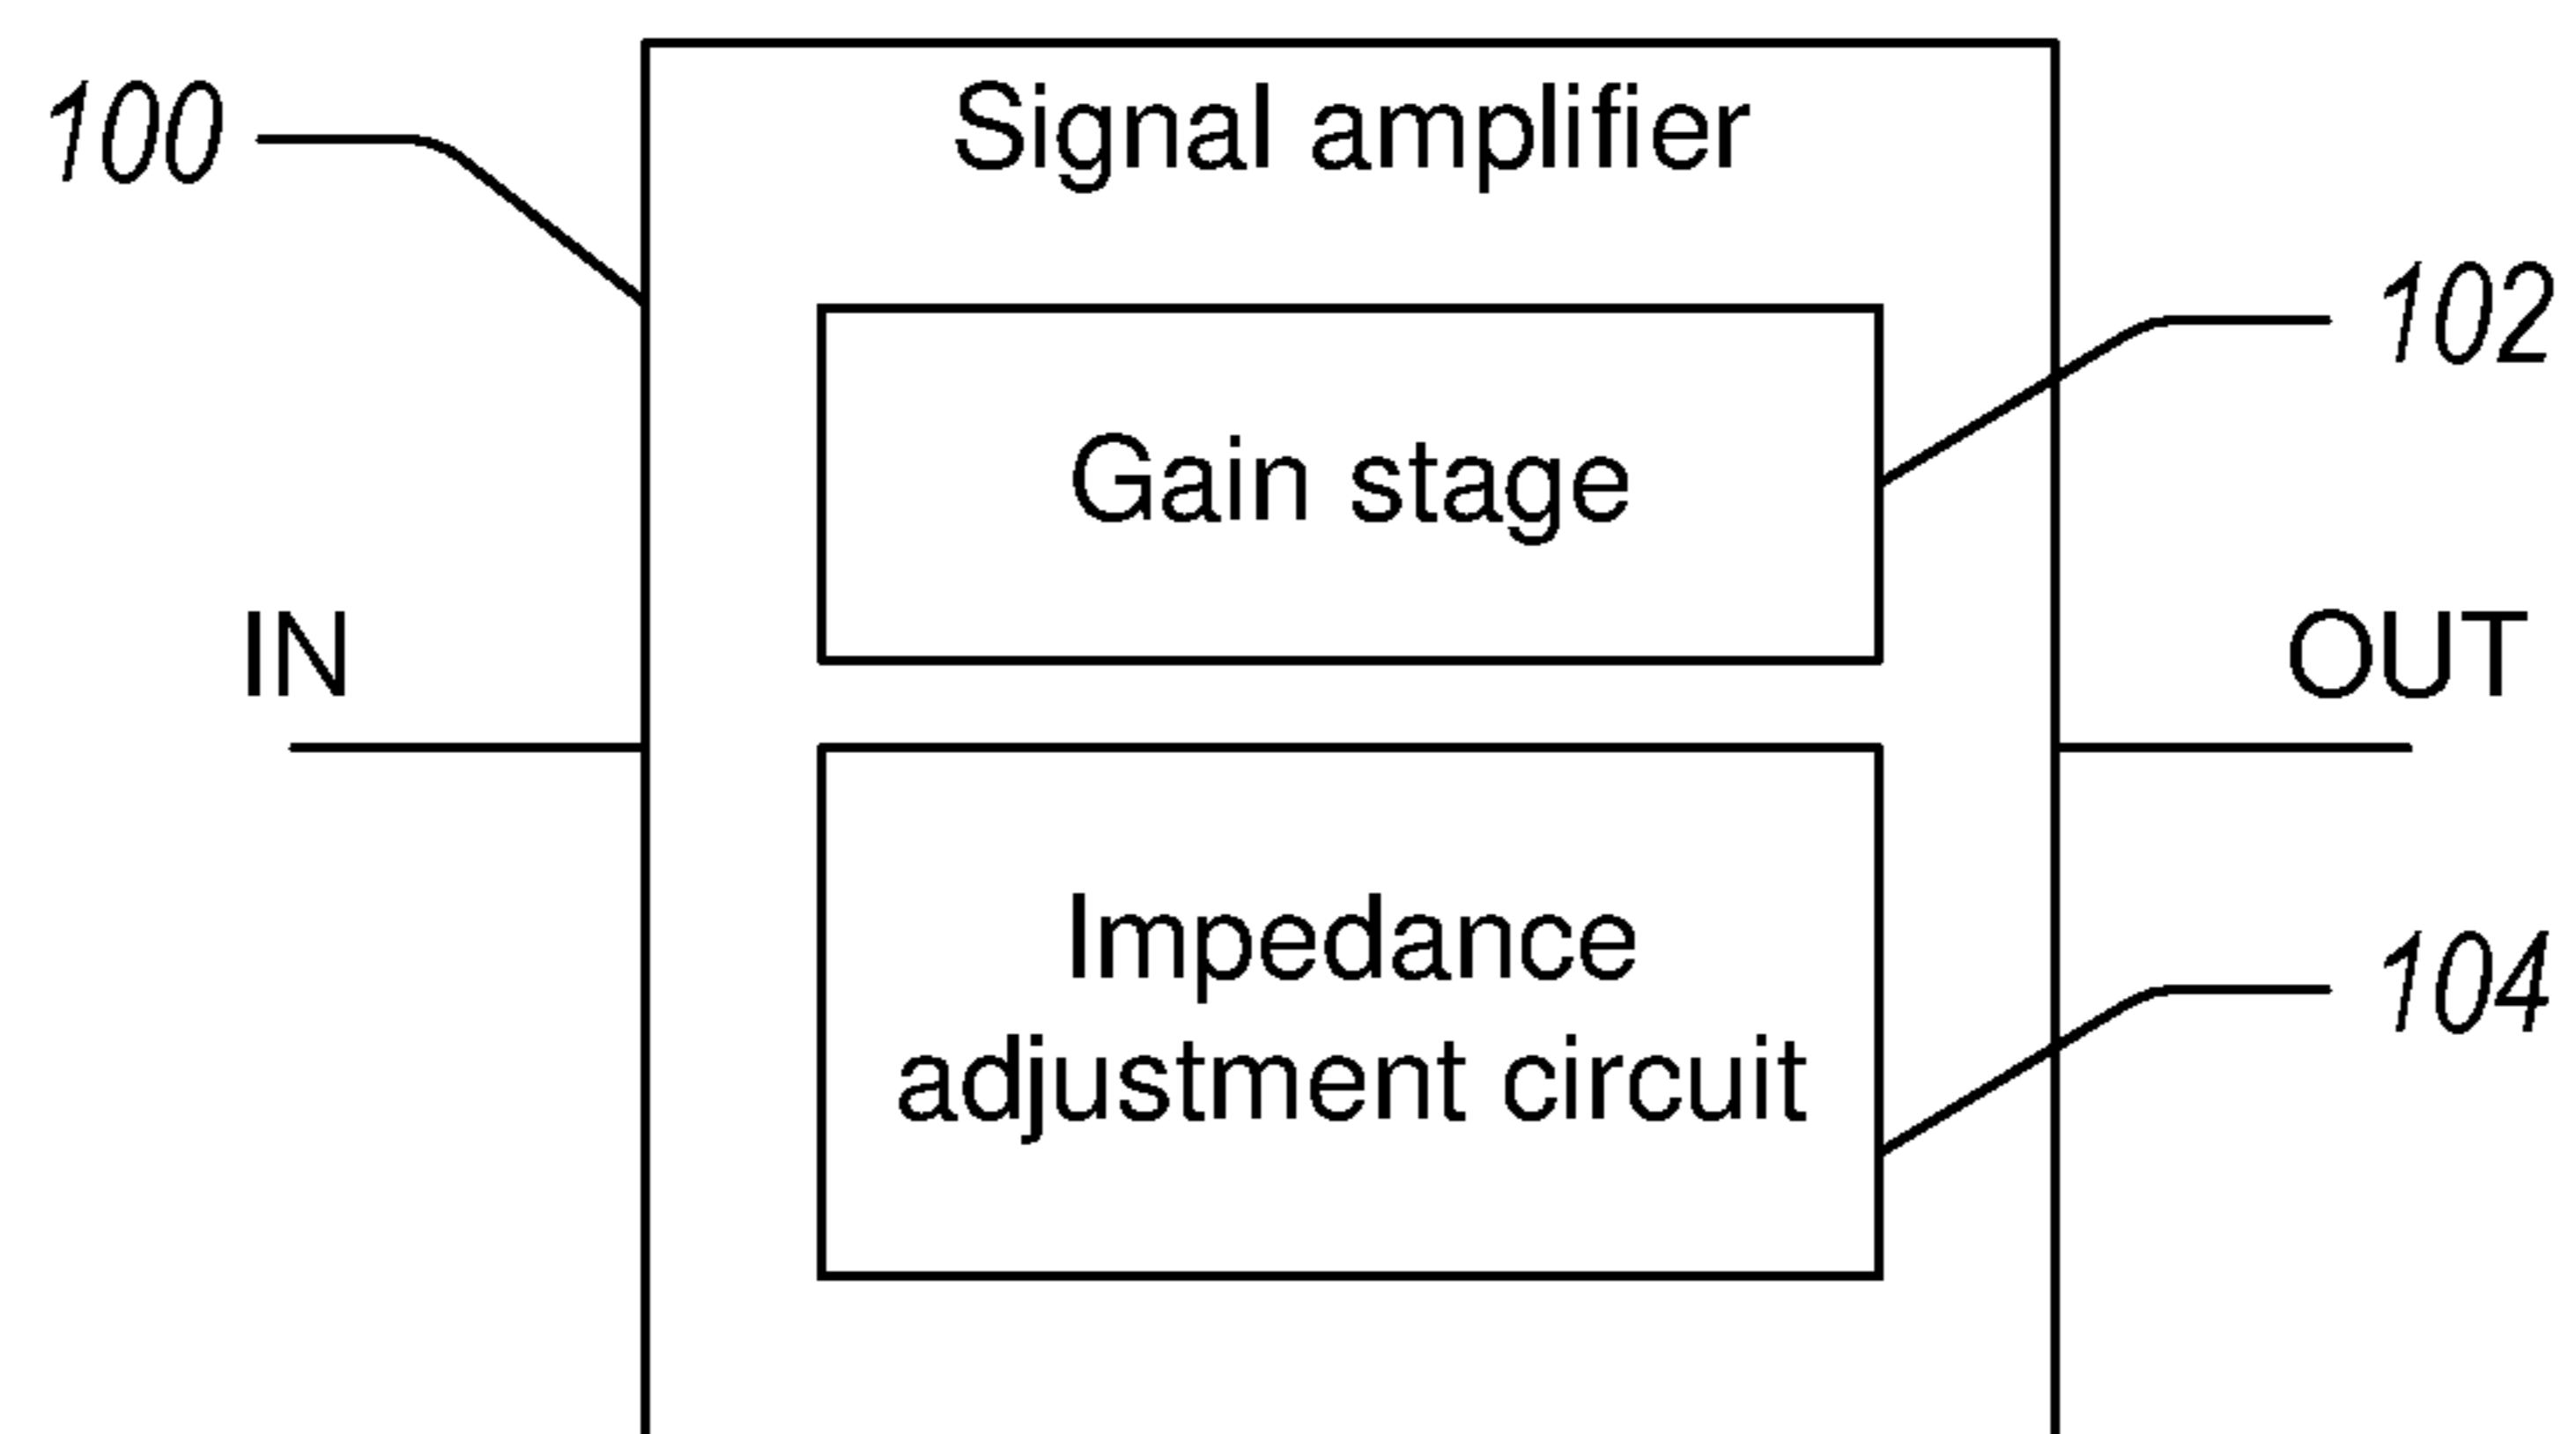 100
Signal amplifier
102
Gain stage
IN
OUT
Impedance
adjustment circuit
104